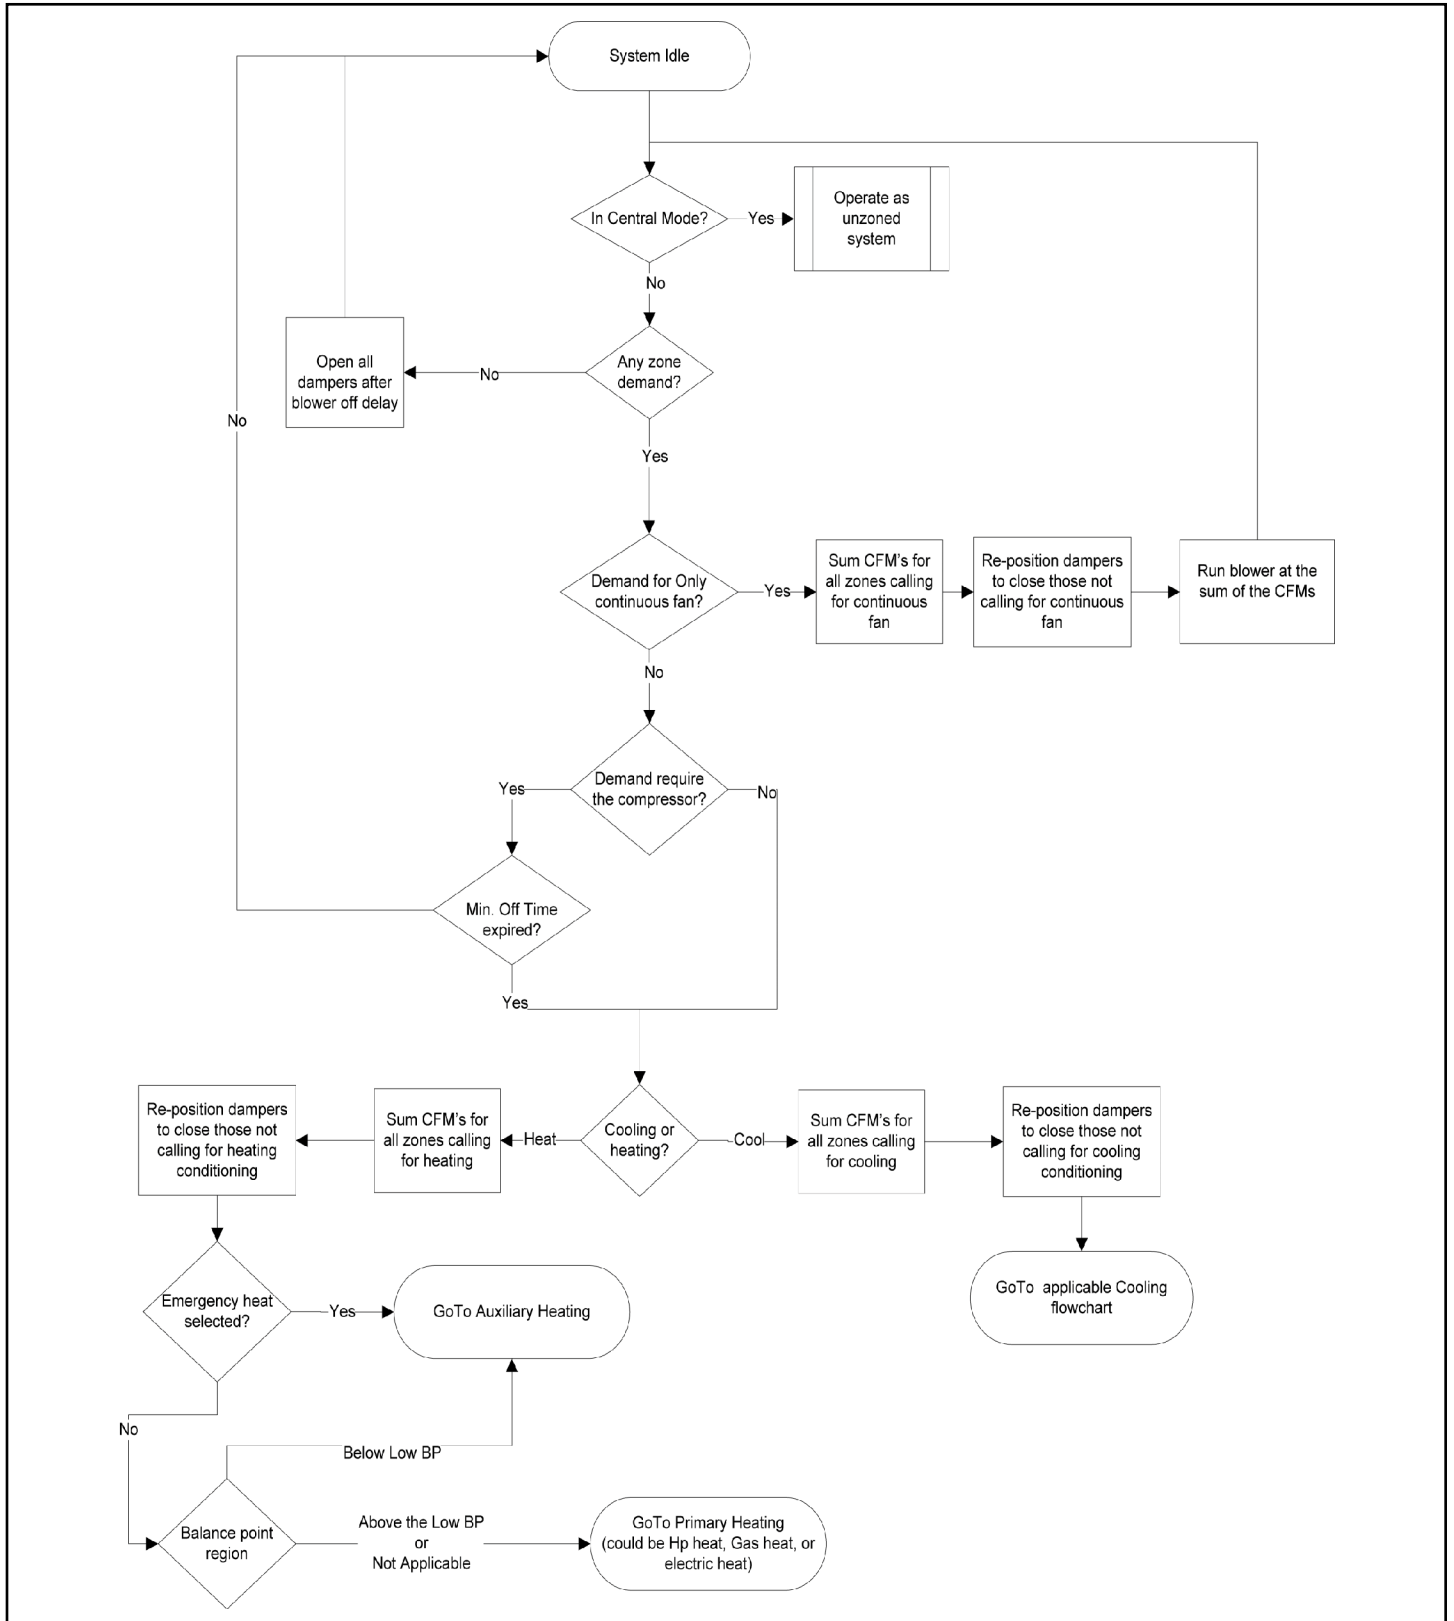 System Idle
In Central Mode?
Yes
Operate as
unzoned
system
No
Any zone
demand?
No
Open all
dampers after
blower off delay
No
Yes
Demand for Only
continuous fan?
Yes
Sum CFM's for
all zones calling
for continuous
fan
Re-position dampers
to close those not
calling for continuous
fan
Run blower at the
sum of the CFMs
No
Demand require
the compressor?
Yes
No
Min. Off Time
expired?
Yes
Cooling or
heating?
Heat
Sum CFM's for
all zones calling
for heating
Re-position dampers
to close those not
calling for heating
conditioning
Cool
Sum CFM's for
all zones calling
for cooling
Re-position dampers
to close those not
calling for cooling
conditioning
GoTo applicable Cooling
flowchart
Emergency heat
selected?
Yes
GoTo Auxiliary Heating
No
Below Low BP
Balance point
region
Above the Low BP
or
Not Applicable
GoTo Primary Heating
(could be Hp heat, Gas heat, or
electric heat)